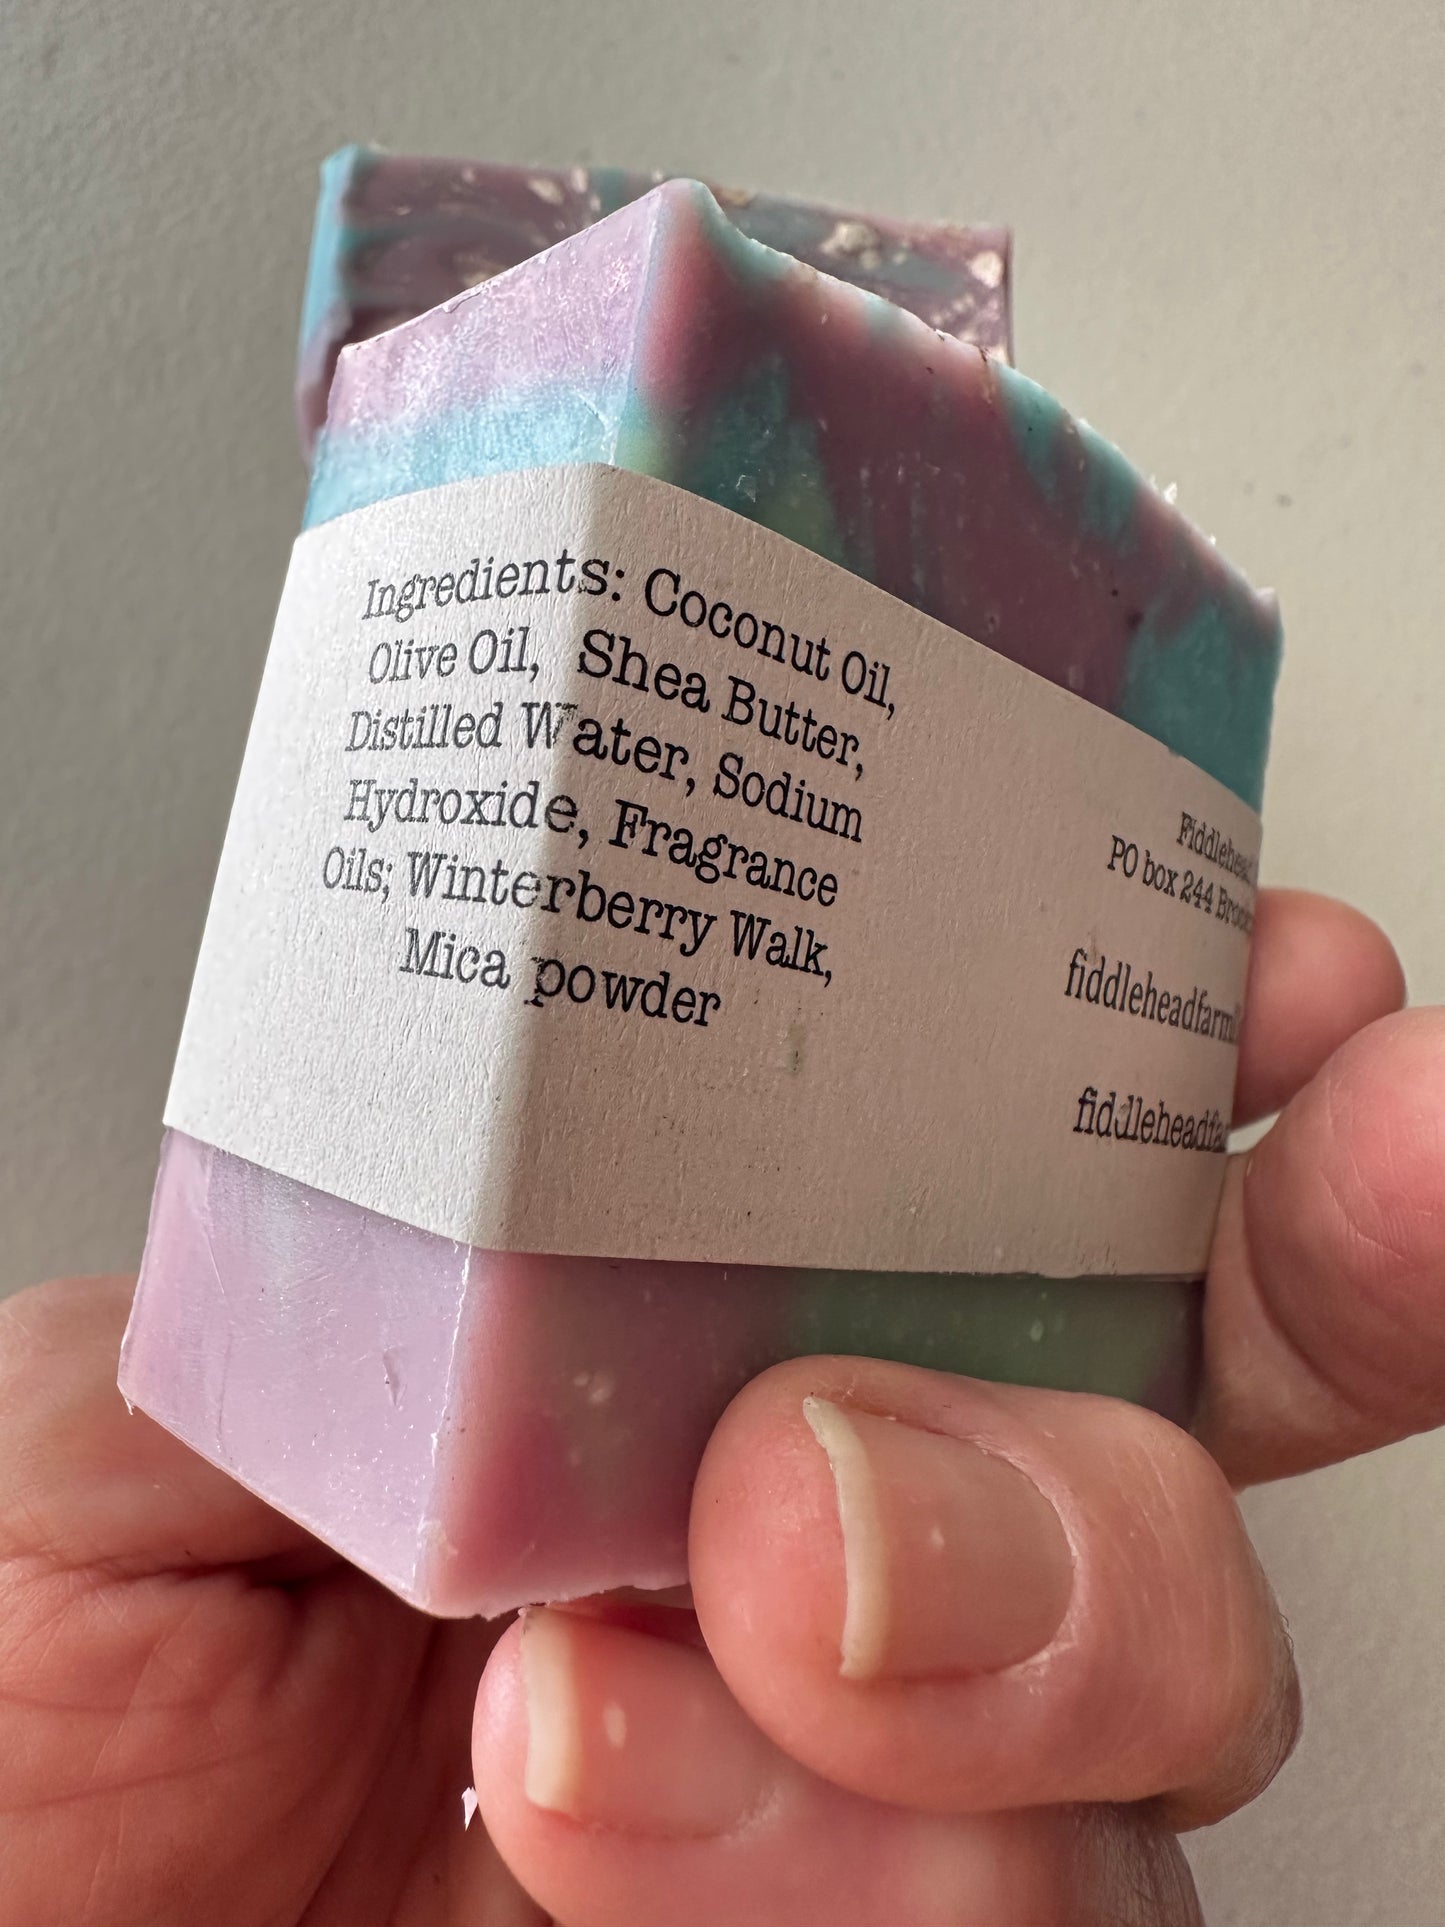 Ingredients: Coconut Oil,
Olive Oil, Shea Butter,
Distilled Water, Sodium
Hydroxide, Fragrance
Oils; Winterberry Walk,
Mica powder
Fiddlehead
PO box 244